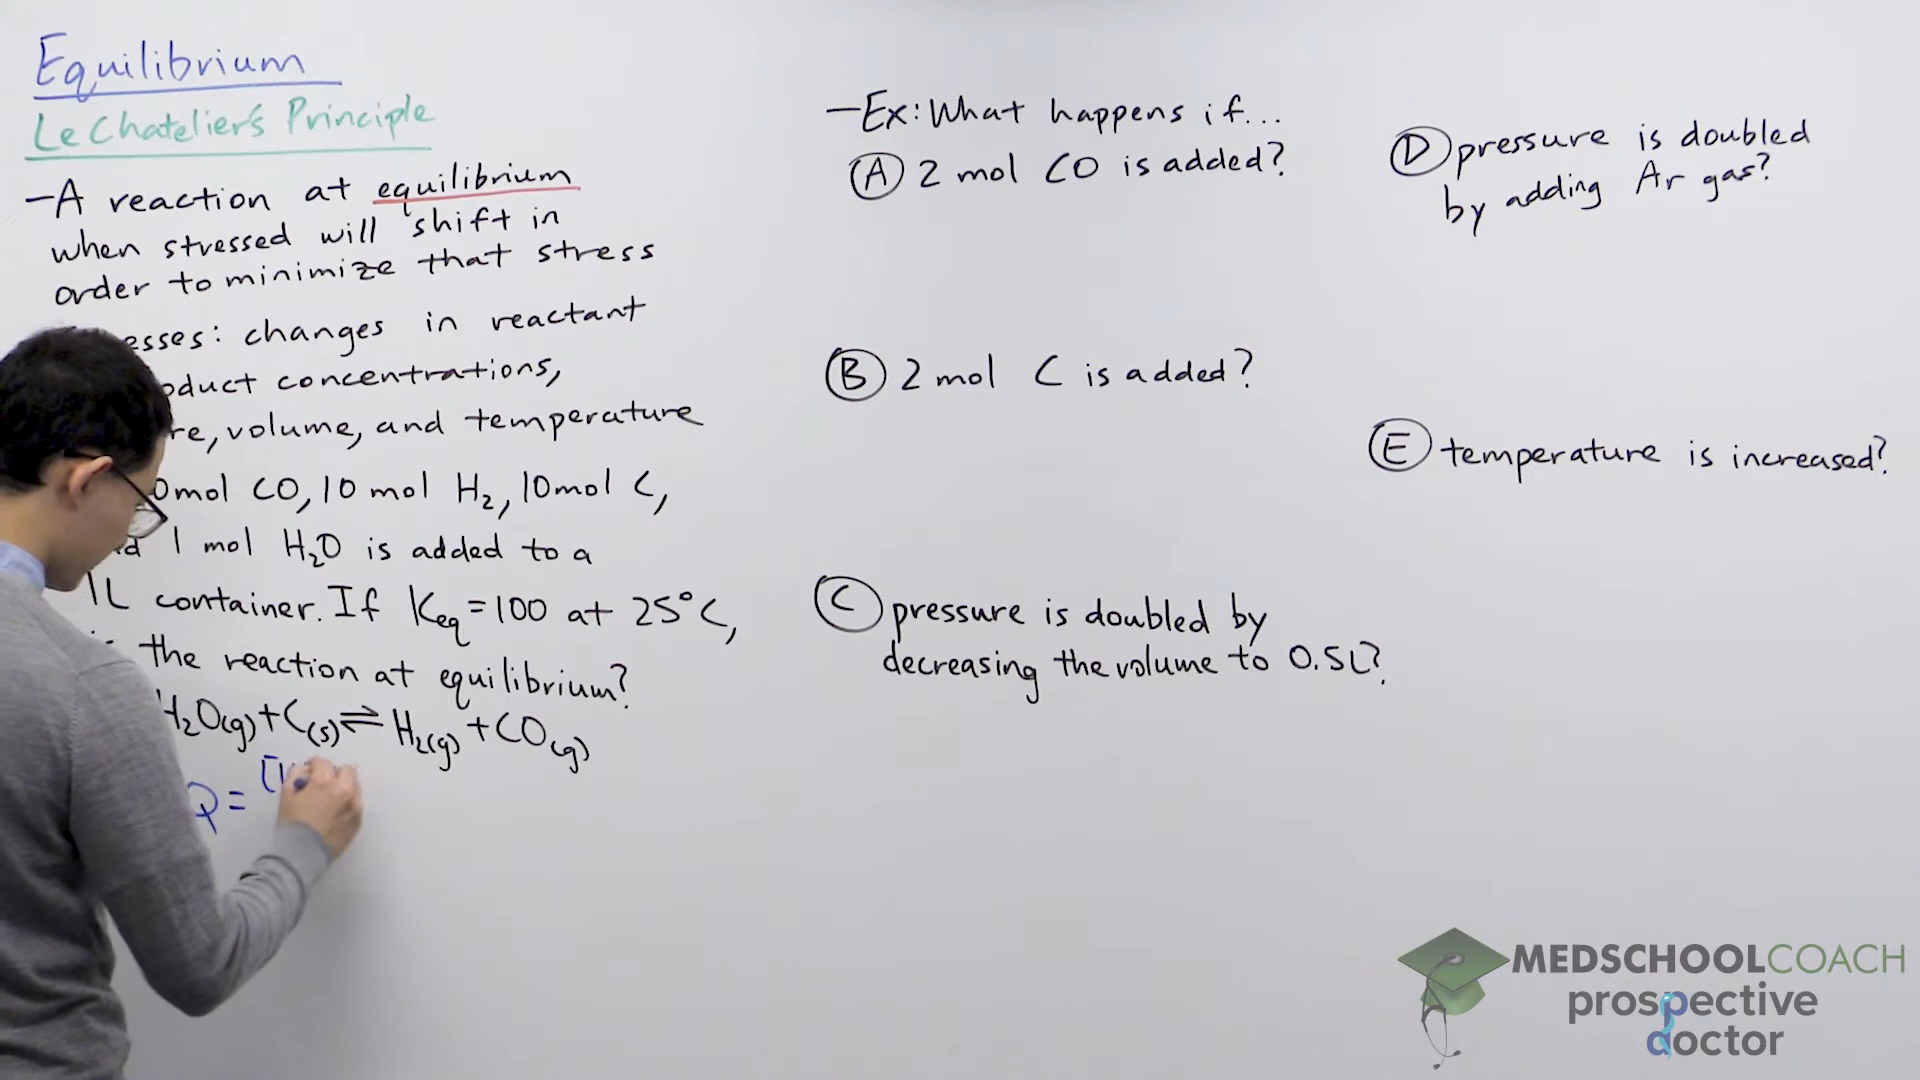 Equilibrium
Le Chatelier's Principle
– A reaction at equilibrium
when stressed will shift in
order to minimize that stress
esses: changes in reactant
oduct concentrations,
re, volume, and temperature
0mol CO, 10 mol H₂, 10mol C,
1 mol H₂O is added to a
1L container. If Keq = 100 at 25°C,
the reaction at equilibrium?
H₂O(g) + C(s) ⇌ H₂(g) + CO(g)
Q = [
– Ex: What happens if...
Ⓐ 2 mol CO is added?
Ⓑ 2 mol C is added?
Ⓒ pressure is doubled by
decreasing the volume to 0.5L?
Ⓓ pressure is doubled
by adding Ar gas?
Ⓔ temperature is increased?
MEDSCHOOLCOACH
prospective
doctor